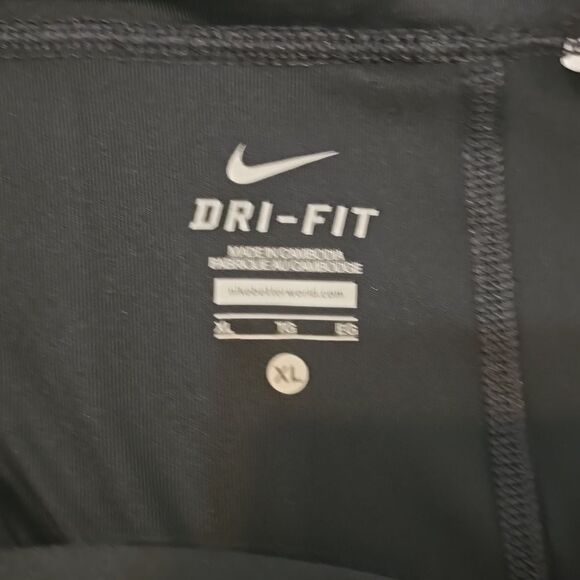 DRI-FIT
MADE IN CAMBODIA
FABRIQUE AU CAMBODGE
nikebetterworld.com
XL TG EG
XL